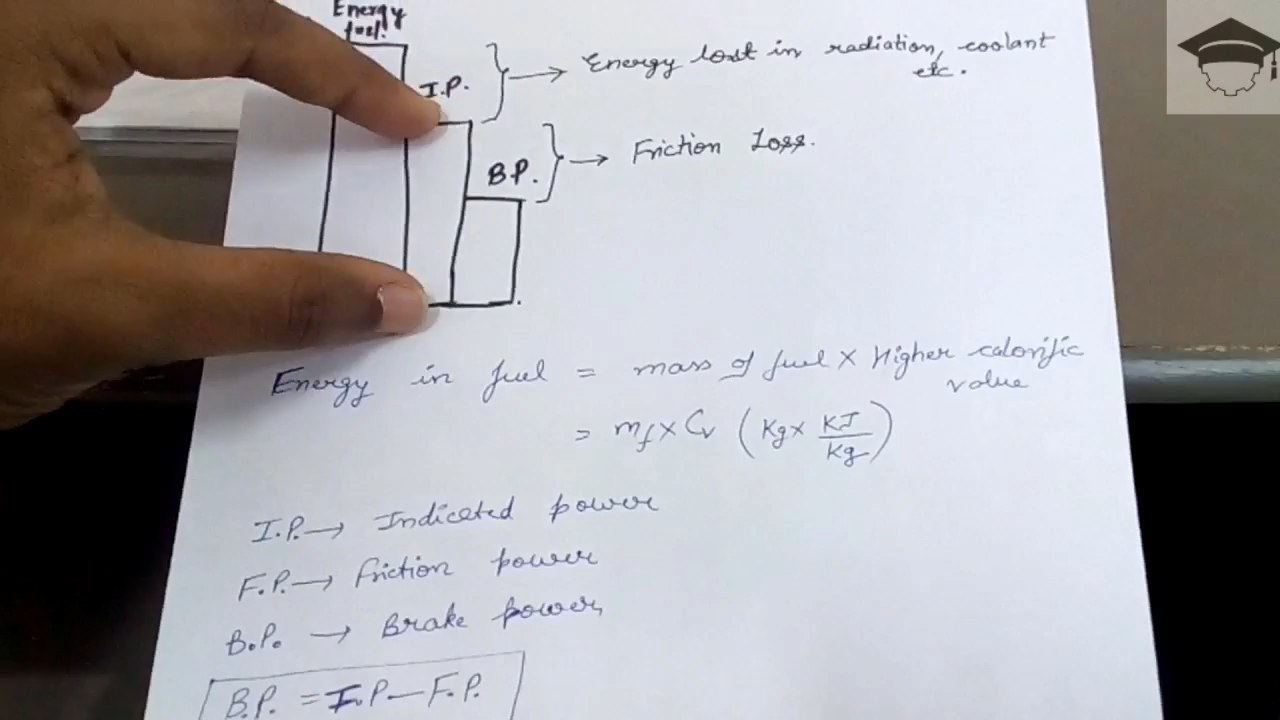 Energy
fuel.
I.P.
Energy lost in radiation, coolant
etc.
B.P.
Friction Loss.
Energy in fuel = mass of fuel × Higher calorific
value
= mf × Cv (Kg × KJ/Kg)
I.P. → Indicated power
F.P. → Friction power
B.P. → Brake power
B.P. = I.P - F.P.